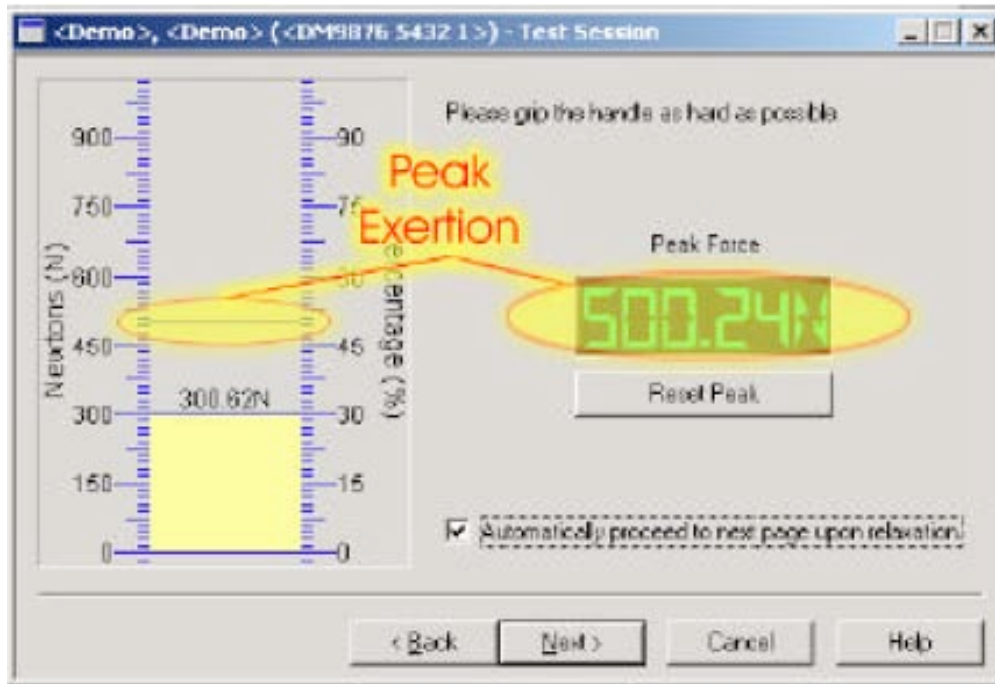 <Demo>, <Demo> (<DM9876 5432 1>) - Test Session
Please grip the handle as hard as possible
900
90
Peak
Exertion
750
75
Peak Force
600
60
500.24N
450
45
Newtons (N)
Percentage (%)
Reset Peak
300.62N
300
30
150
15
Automatically proceed to next page upon relaxation.
0
0
< Back
Next >
Cancel
Help